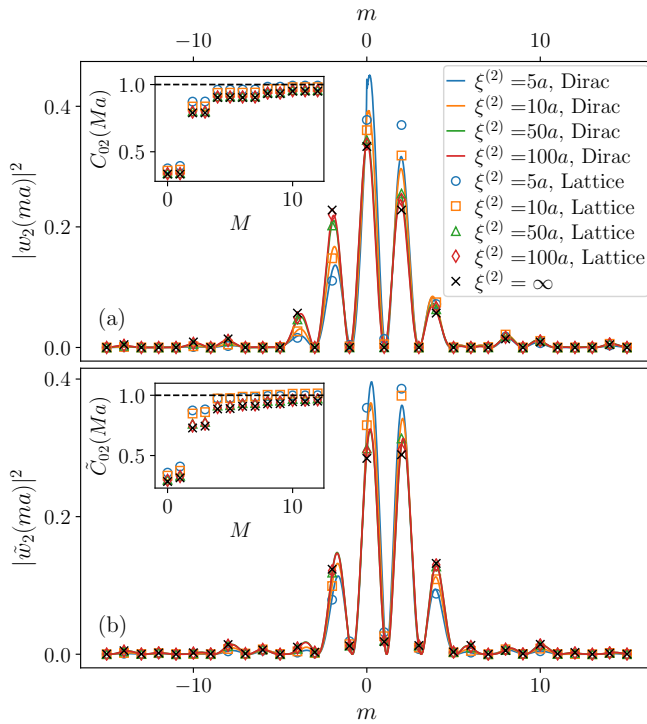 m
−10 0 10
|w₂(ma)|²
0.4
0.2
0.0
C₀₂(Ma)
1.0
0.5
0 10
M
ξ⁽²⁾ =5a, Dirac
ξ⁽²⁾ =10a, Dirac
ξ⁽²⁾ =50a, Dirac
ξ⁽²⁾ =100a, Dirac
ξ⁽²⁾ =5a, Lattice
ξ⁽²⁾ =10a, Lattice
ξ⁽²⁾ =50a, Lattice
ξ⁽²⁾ =100a, Lattice
ξ⁽²⁾ = ∞
(a)
|w̃₂(ma)|²
0.4
0.2
0.0
C̃₀₂(Ma)
1.0
0.5
0 10
M
(b)
−10 0 10
m